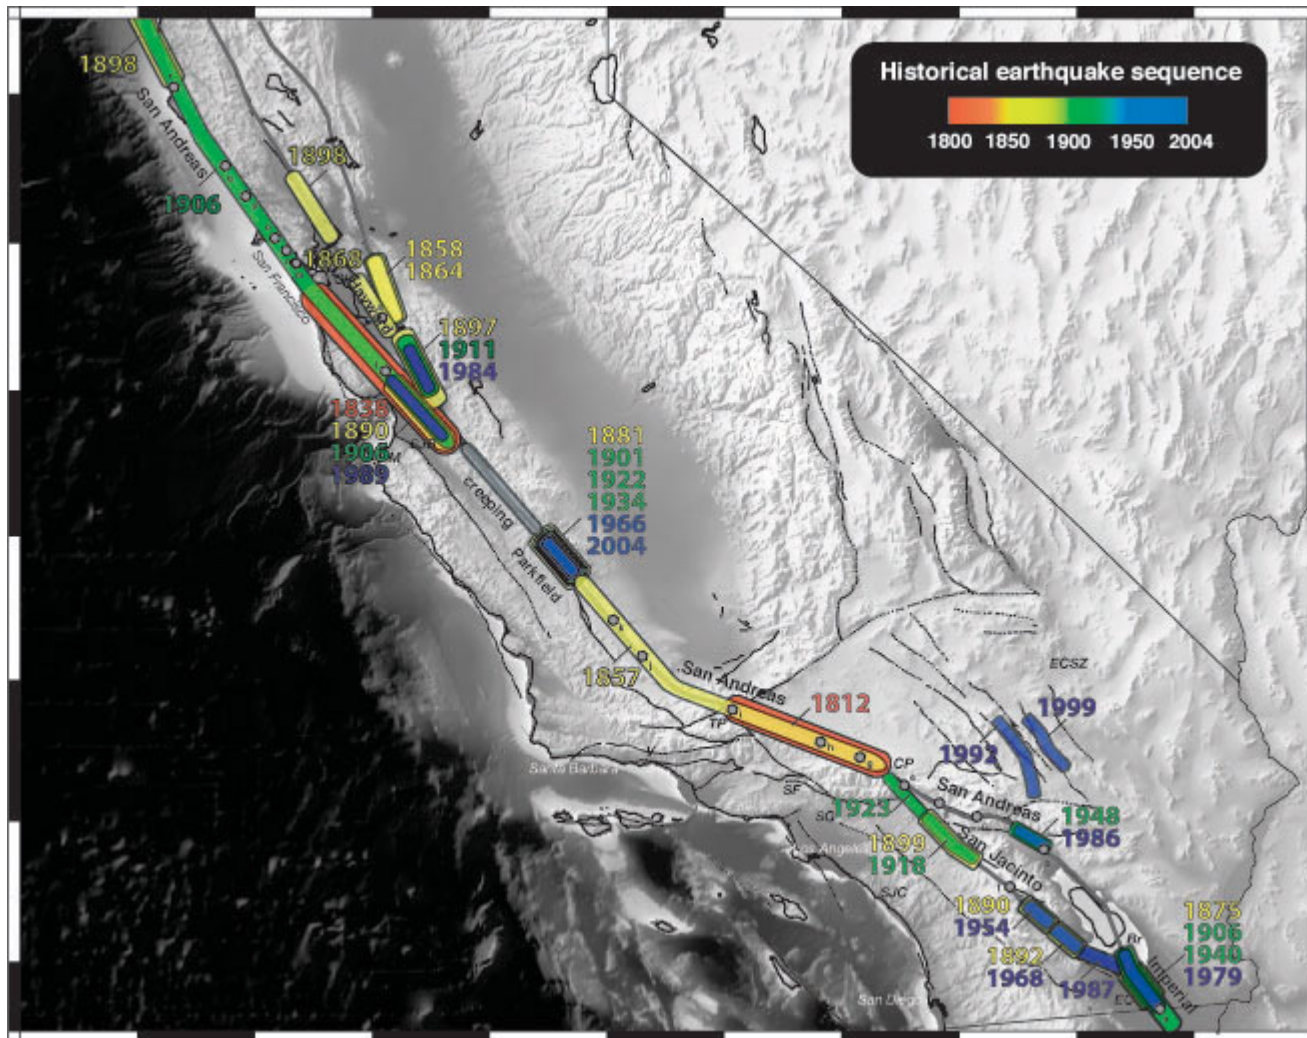 Historical earthquake sequence
1800 1850 1900 1950 2004
1898
San Andreas
1906
1898
San Francisco
1868
Hayward
1858
1864
1897
1911
1984
1838
1890
1906
1989
creeping
Parkfield
1881
1901
1922
1934
1966
2004
1857
San Andreas
1812
TP
CP
ECSZ
1999
1992
Santa Barbara
SF
1923
San Andreas
1948
1986
Los Angeles
1899
1918
San Jacinto
SJC
1890
1954
1892
1968
1987
1875
1906
1940
1979
Br
Imperial
San Diego